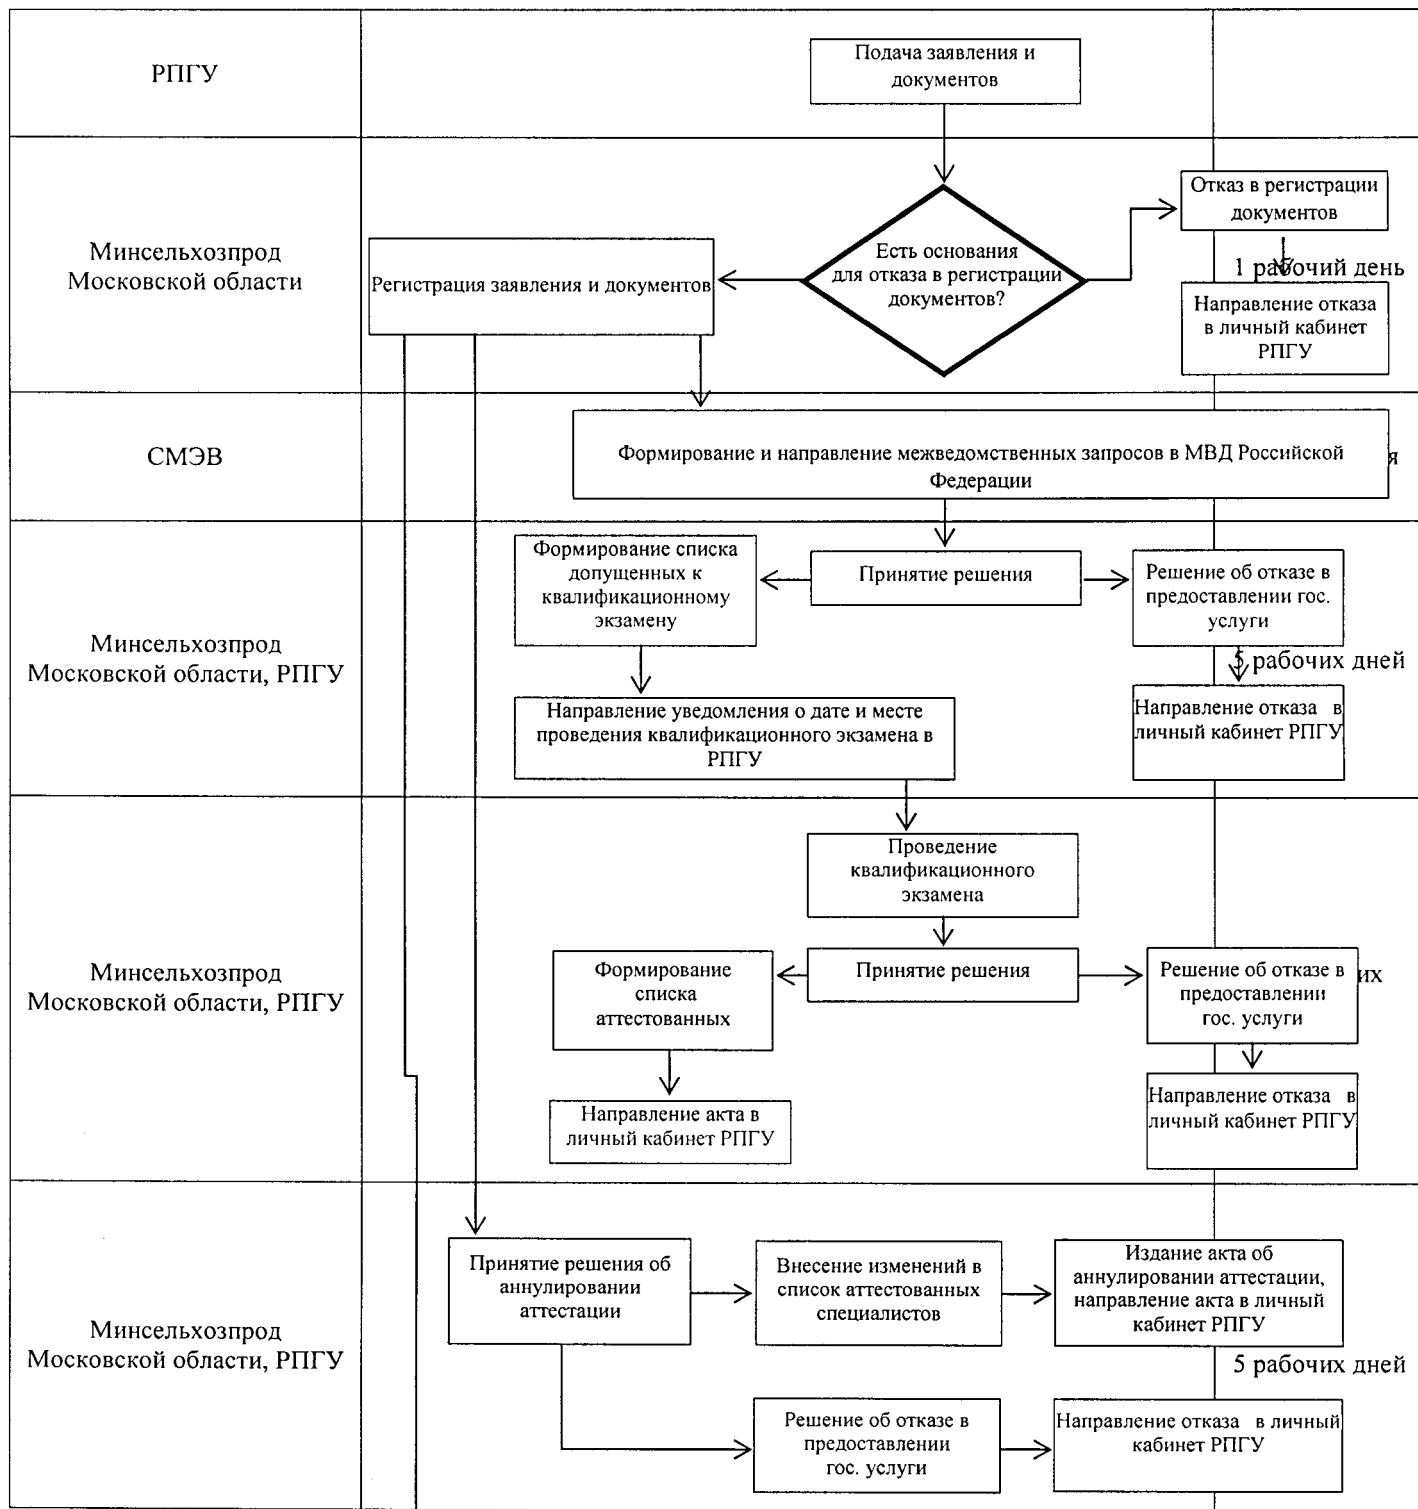 РПГУ
Подача заявления и
документов
Минсельхозпрод
Московской области
Регистрация заявления и документов
Есть основания
для отказа в регистрации
документов?
Отказ в регистрации
документов
1 рабочий день
Направление отказа
в личный кабинет
РПГУ
СМЭВ
Формирование и направление межведомственных запросов в МВД Российской
Федерации
я
Минсельхозпрод
Московской области, РПГУ
Формирование списка
допущенных к
квалификационному
экзамену
Принятие решения
Решение об отказе в
предоставлении гос.
услуги
5 рабочих дней
Направление уведомления о дате и месте
проведения квалификационного экзамена в
РПГУ
Направление отказа в
личный кабинет РПГУ
Минсельхозпрод
Московской области, РПГУ
Проведение
квалификационного
экзамена
Формирование
списка
аттестованных
Принятие решения
Решение об отказе в
предоставлении
гос. услуги
их
Направление акта в
личный кабинет РПГУ
Направление отказа в
личный кабинет РПГУ
Минсельхозпрод
Московской области, РПГУ
Принятие решения об
аннулировании
аттестации
Внесение изменений в
список аттестованных
специалистов
Издание акта об
аннулировании аттестации,
направление акта в личный
кабинет РПГУ
5 рабочих дней
Решение об отказе в
предоставлении
гос. услуги
Направление отказа в личный
кабинет РПГУ